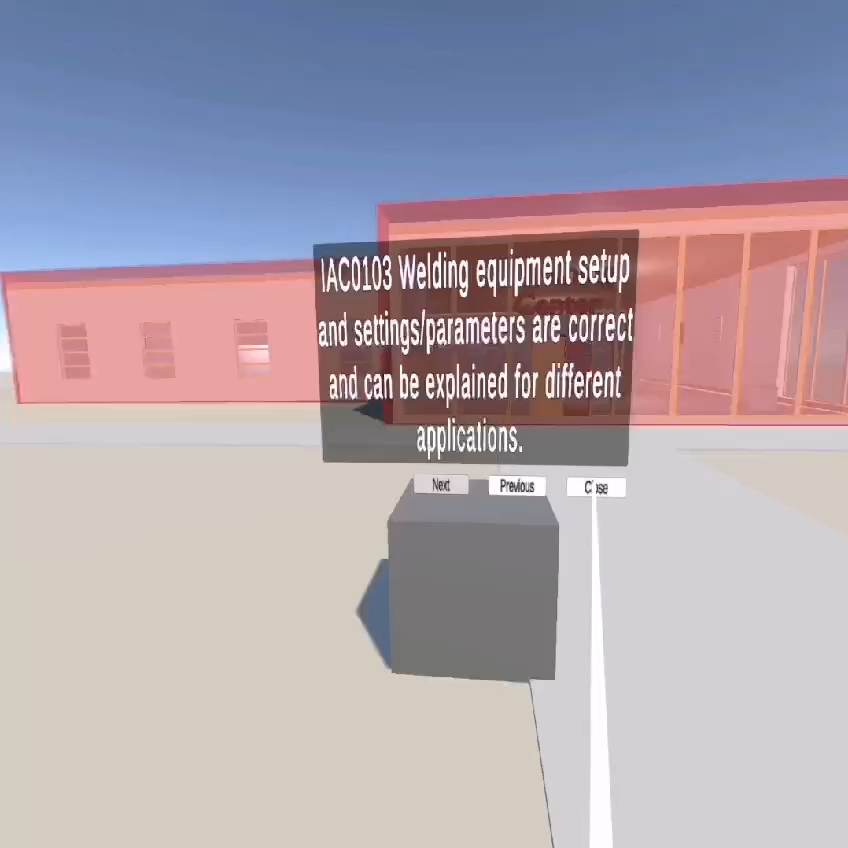 IAC0103 Welding equipment setup
and settings/parameters are correct
and can be explained for different
applications.
Next Previous Close